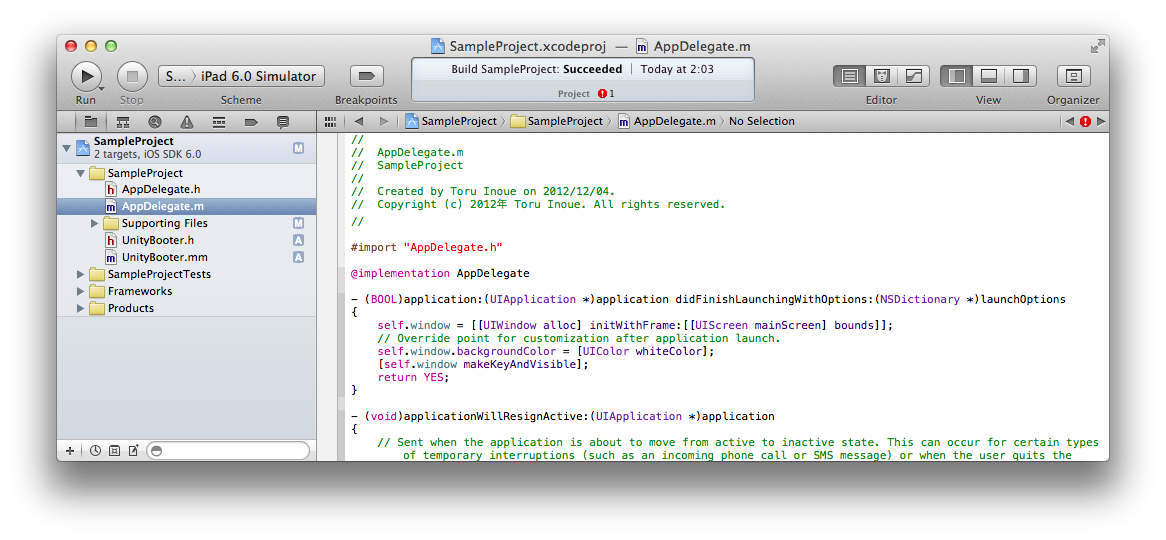 SampleProject.xcodeproj — AppDelegate.m
Run
Stop
S... 〉 iPad 6.0 Simulator
Scheme
Breakpoints
Build SampleProject: Succeeded | Today at 2:03
Project 1
Editor
View
Organizer
SampleProject 〉 SampleProject 〉 AppDelegate.m 〉 No Selection
SampleProject
2 targets, iOS SDK 6.0
M
SampleProject
AppDelegate.h
AppDelegate.m
Supporting Files M
UnityBooter.h A
UnityBooter.mm A
SampleProjectTests
Frameworks
Products
//
//  AppDelegate.m
//  SampleProject
//
//  Created by Toru Inoue on 2012/12/04.
//  Copyright (c) 2012年 Toru Inoue. All rights reserved.
//
#import "AppDelegate.h"
@implementation AppDelegate
- (BOOL)application:(UIApplication *)application didFinishLaunchingWithOptions:(NSDictionary *)launchOptions
{
    self.window = [[UIWindow alloc] initWithFrame:[[UIScreen mainScreen] bounds]];
    // Override point for customization after application launch.
    self.window.backgroundColor = [UIColor whiteColor];
    [self.window makeKeyAndVisible];
    return YES;
}
- (void)applicationWillResignActive:(UIApplication *)application
{
    // Sent when the application is about to move from active to inactive state. This can occur for certain types
        of temporary interruptions (such as an incoming phone call or SMS message) or when the user quits the